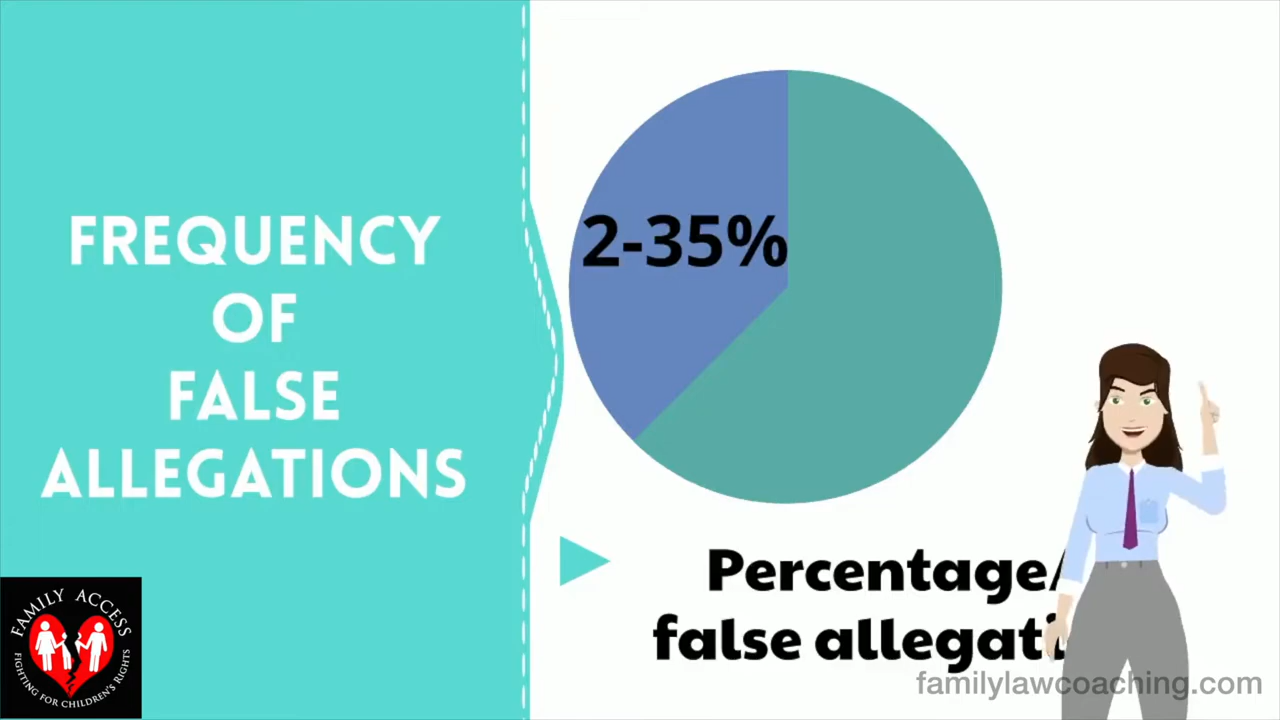 FREQUENCY
OF
FALSE
ALLEGATIONS
2-35%
Percentage/
false allegati
familylawcoaching.com
FAMILY ACCESS
FIGHTING FOR CHILDREN'S RIGHTS